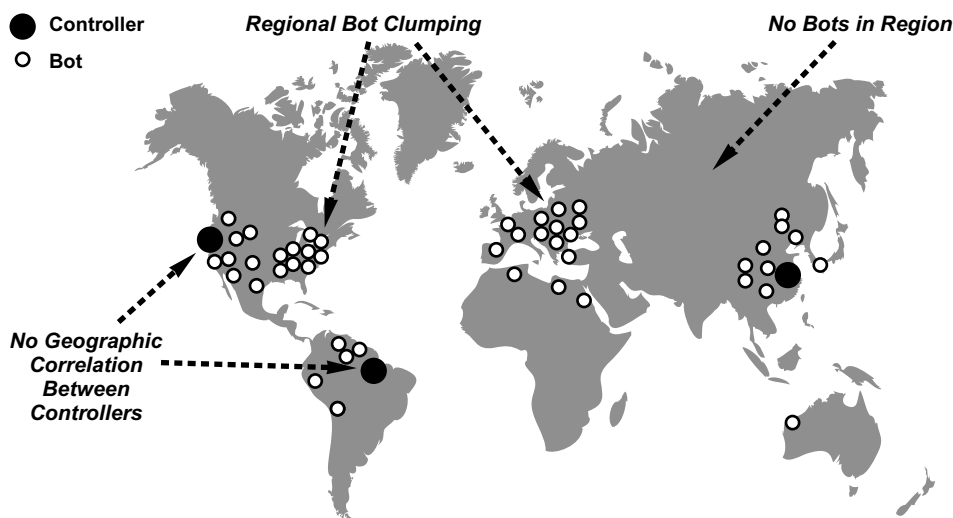 Controller
Bot
Regional Bot Clumping
No Bots in Region
No Geographic
Correlation
Between
Controllers